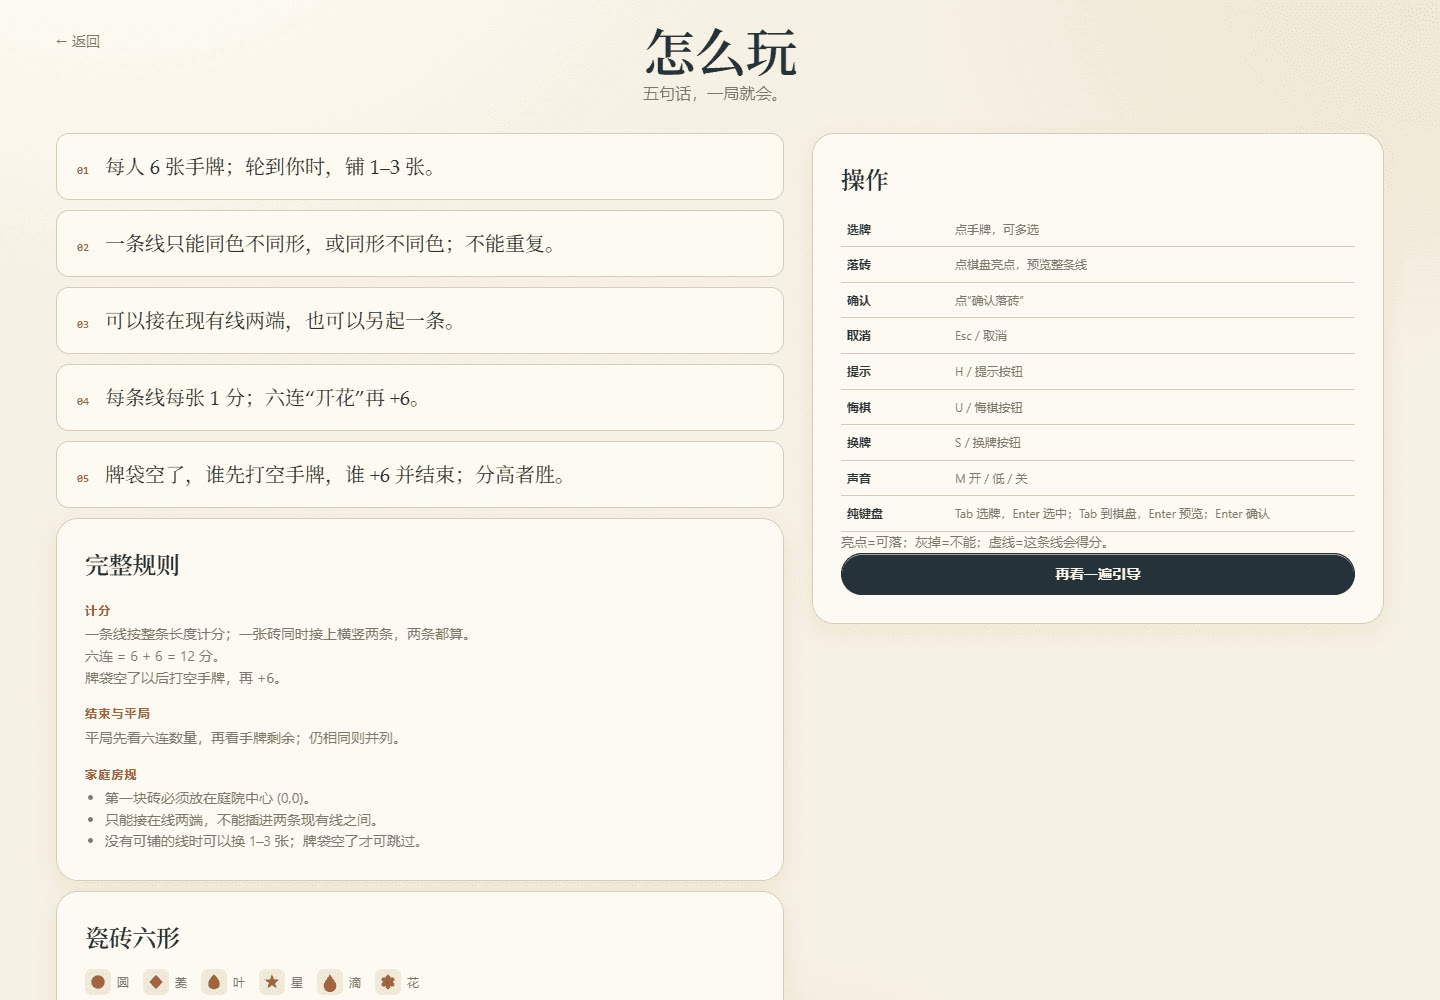 ← 返回
怎么玩
五句话，一局就会。
01 每人 6 张手牌；轮到你时，铺 1–3 张。
02 一条线只能同色不同形，或同形不同色；不能重复。
03 可以接在现有线两端，也可以另起一条。
04 每条线每张 1 分；六连“开花”再 +6。
05 牌袋空了，谁先打空手牌，谁 +6 并结束；分高者胜。
完整规则
计分
一条线按整条长度计分；一张砖同时接上横竖两条，两条都算。
六连 = 6 + 6 = 12 分。
牌袋空了以后打空手牌，再 +6。
结束与平局
平局先看六连数量，再看手牌剩余；仍相同则并列。
家庭房规
• 第一块砖必须放在庭院中心 (0,0)。
• 只能接在线两端，不能插进两条现有线之间。
• 没有可铺的线时可以换 1–3 张；牌袋空了才可跳过。
瓷砖六形
圆 菱 叶 星 滴 花
操作
选牌 点手牌，可多选
落砖 点棋盘亮点，预览整条线
确认 点“确认落砖”
取消 Esc / 取消
提示 H / 提示按钮
悔棋 U / 悔棋按钮
换牌 S / 换牌按钮
声音 M 开 / 低 / 关
纯键盘 Tab 选牌，Enter 选中；Tab 到棋盘，Enter 预览；Enter 确认
亮点=可落；灰掉=不能；虚线=这条线会得分。
再看一遍引导